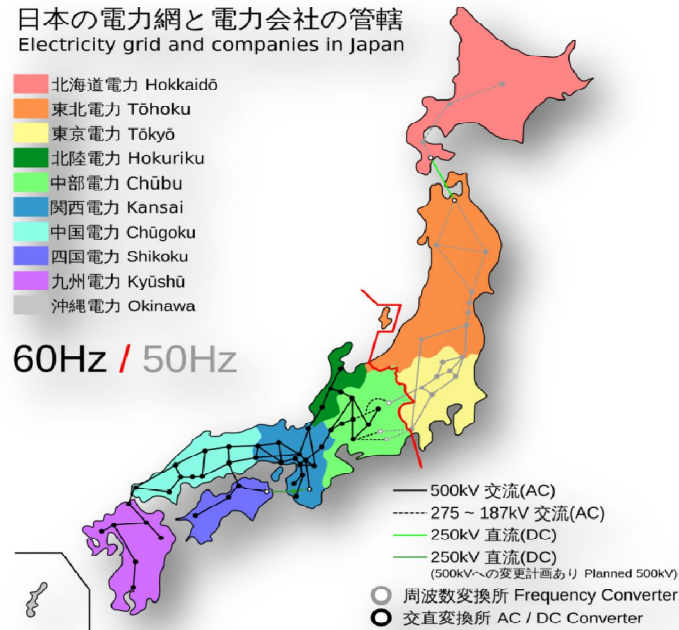 日本の電力網と電力会社の管轄
Electricity grid and companies in Japan
北海道電力 Hokkaidō
東北電力 Tōhoku
東京電力 Tōkyō
北陸電力 Hokuriku
中部電力 Chūbu
関西電力 Kansai
中国電力 Chūgoku
四国電力 Shikoku
九州電力 Kyūshū
沖縄電力 Okinawa
60Hz / 50Hz
500kV 交流(AC)
275 ~ 187kV 交流(AC)
250kV 直流(DC)
250kV 直流(DC)
(500kVへの変更計画あり Planned 500kV)
周波数変換所 Frequency Converter
交直変換所 AC / DC Converter